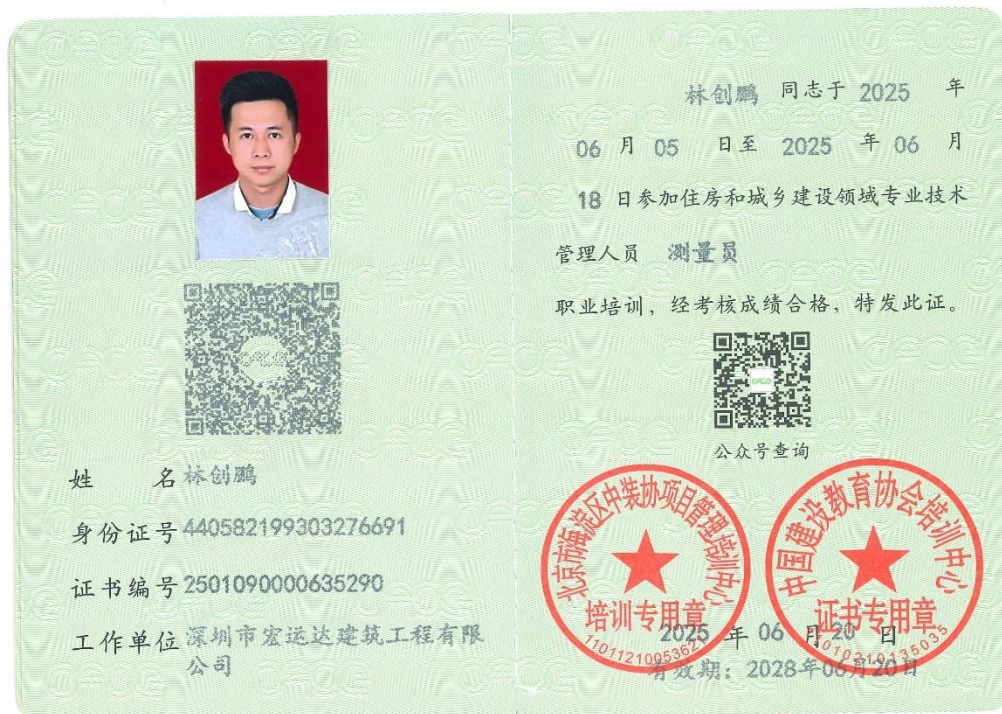 姓 名 林创鹏
身份证号 440582199303276691
证书编号 2501090000635290
工作单位 深圳市宏运达建筑工程有限
公司
林创鹏 同志于 2025 年
06 月 05 日至 2025 年 06 月
18 日参加住房和城乡建设领域专业技术
管理人员 测量员
职业培训，经考核成绩合格，特发此证。
公众号查询
北京市海淀区中装协项目管理培训中心
培训专用章
中国建设教育协会培训中心
证书专用章
2025 年 06 月 20 日
有效期：2028年06月20日